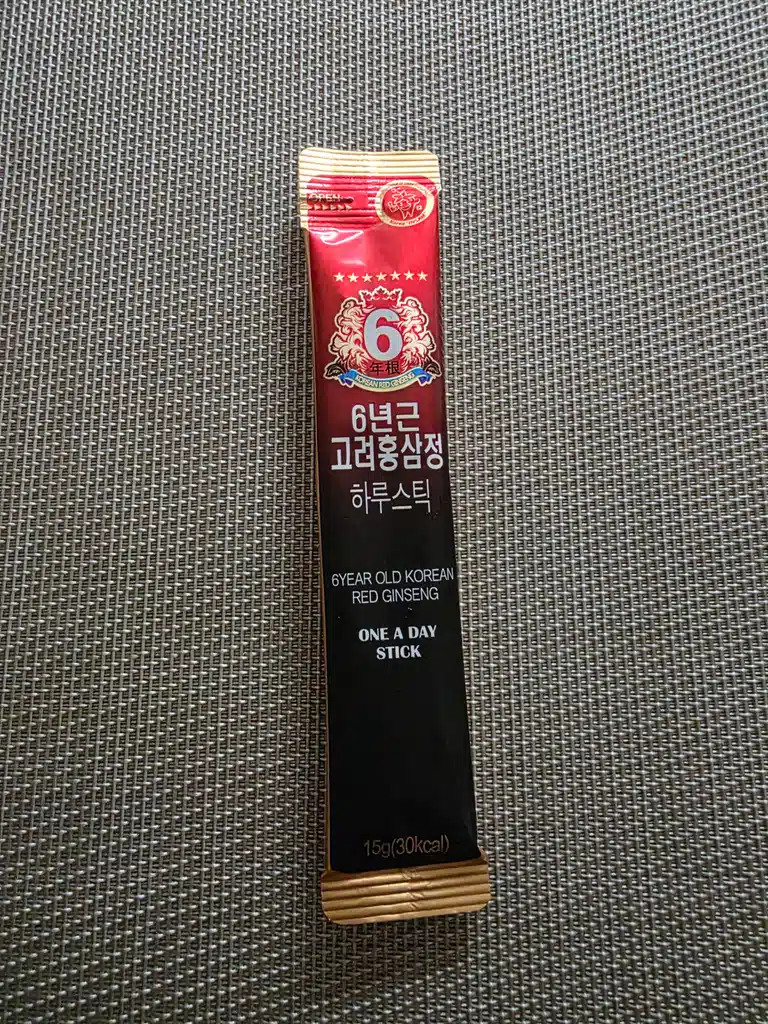 OPEN
★★★★★★★
6
年根
KOREAN RED GINSENG
6년근
고려홍삼정
하루스틱
6YEAR OLD KOREAN
RED GINSENG
ONE A DAY
STICK
15g(30kcal)